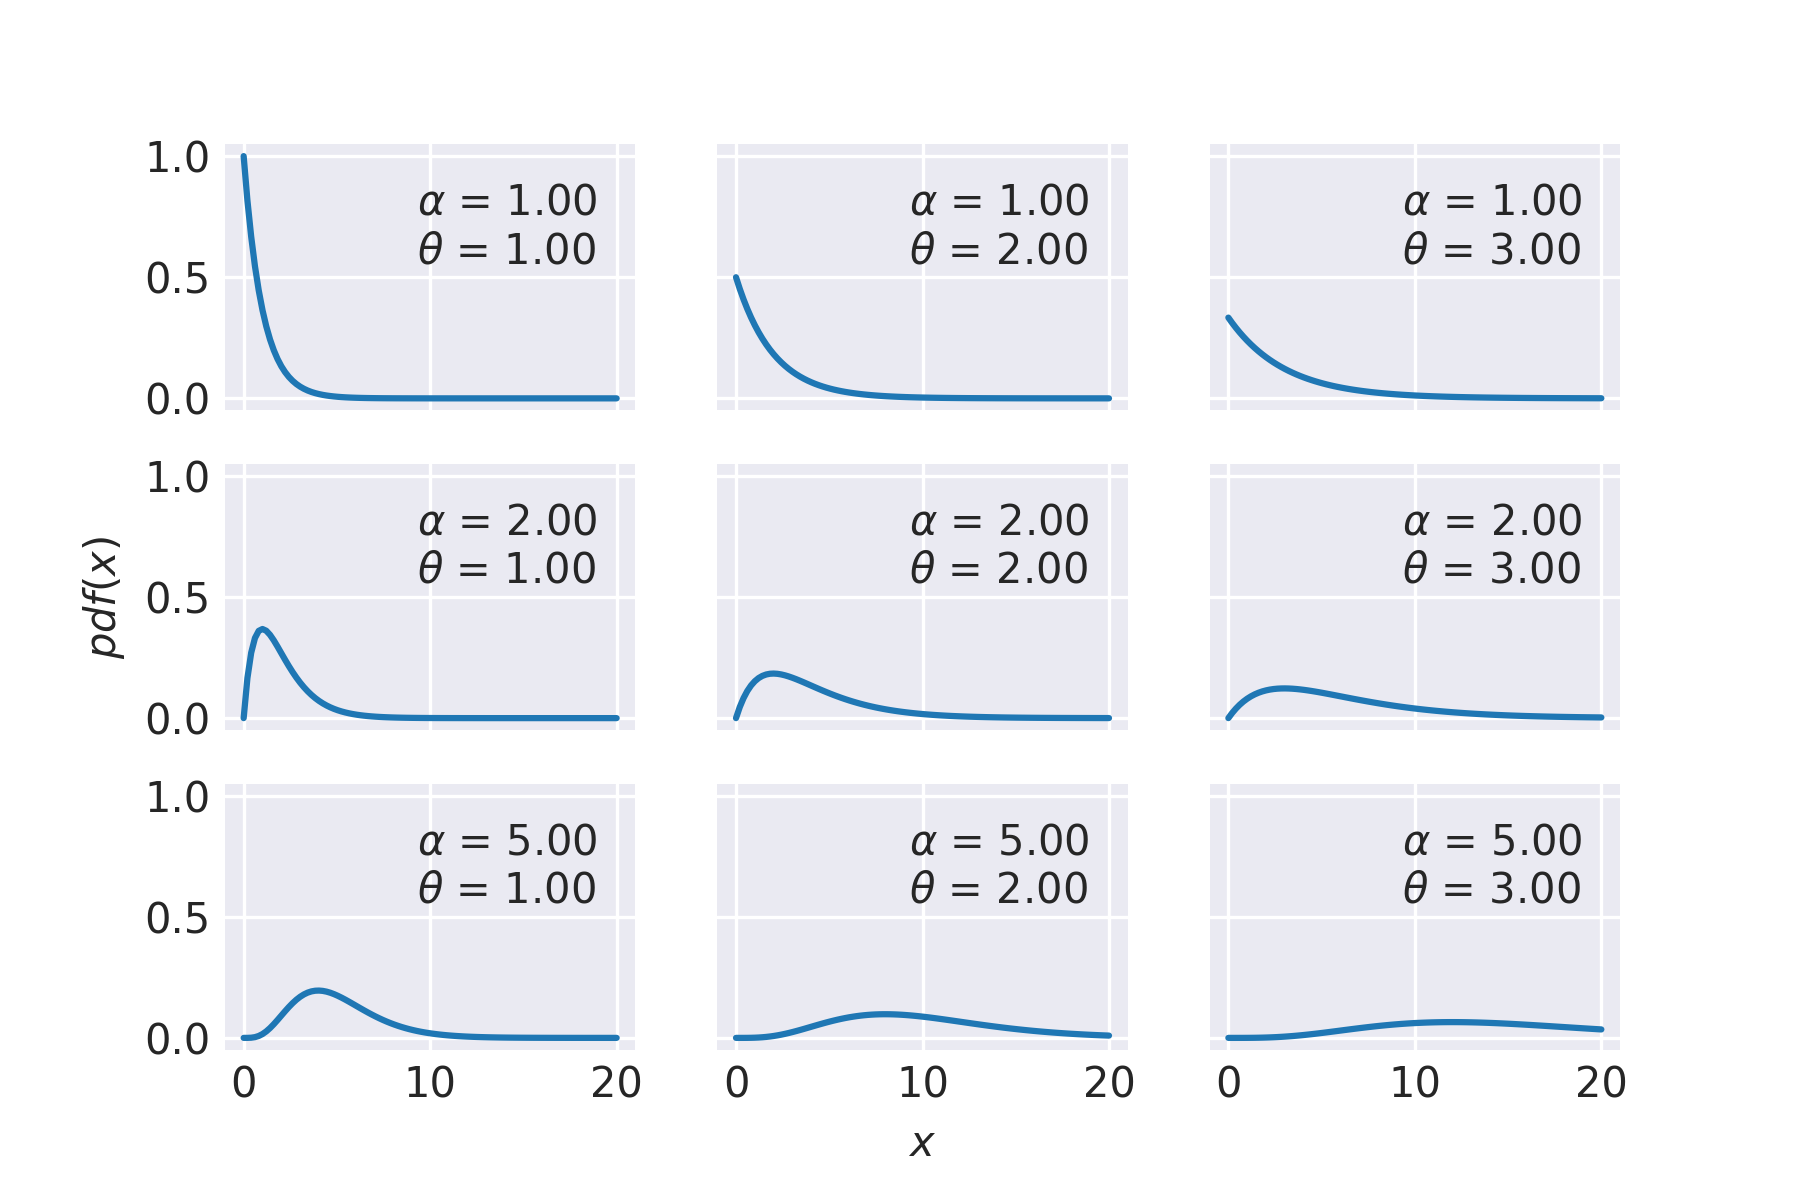 1.0
0.5
0.0
α = 1.00
θ = 1.00
α = 1.00
θ = 2.00
α = 1.00
θ = 3.00
1.0
0.5
0.0
α = 2.00
θ = 1.00
α = 2.00
θ = 2.00
α = 2.00
θ = 3.00
pdf(x)
1.0
0.5
0.0
α = 5.00
θ = 1.00
α = 5.00
θ = 2.00
α = 5.00
θ = 3.00
0 10 20
0 10 20
0 10 20
x